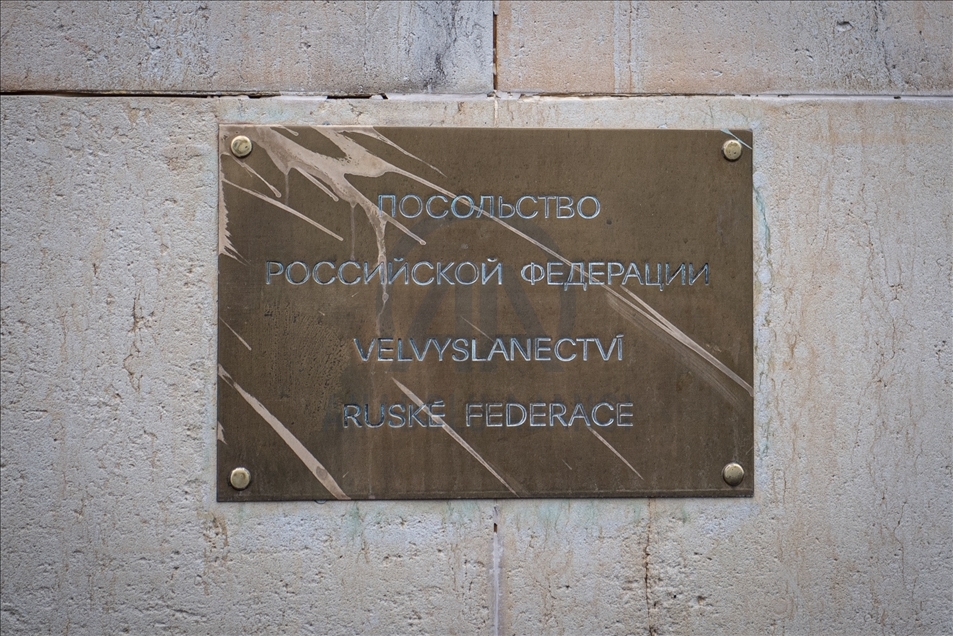 ПОСОЛЬСТВО
РОССИЙСКОЙ ФЕДЕРАЦИИ
VELVYSLANECTVÍ
RUSKÉ FEDERACE